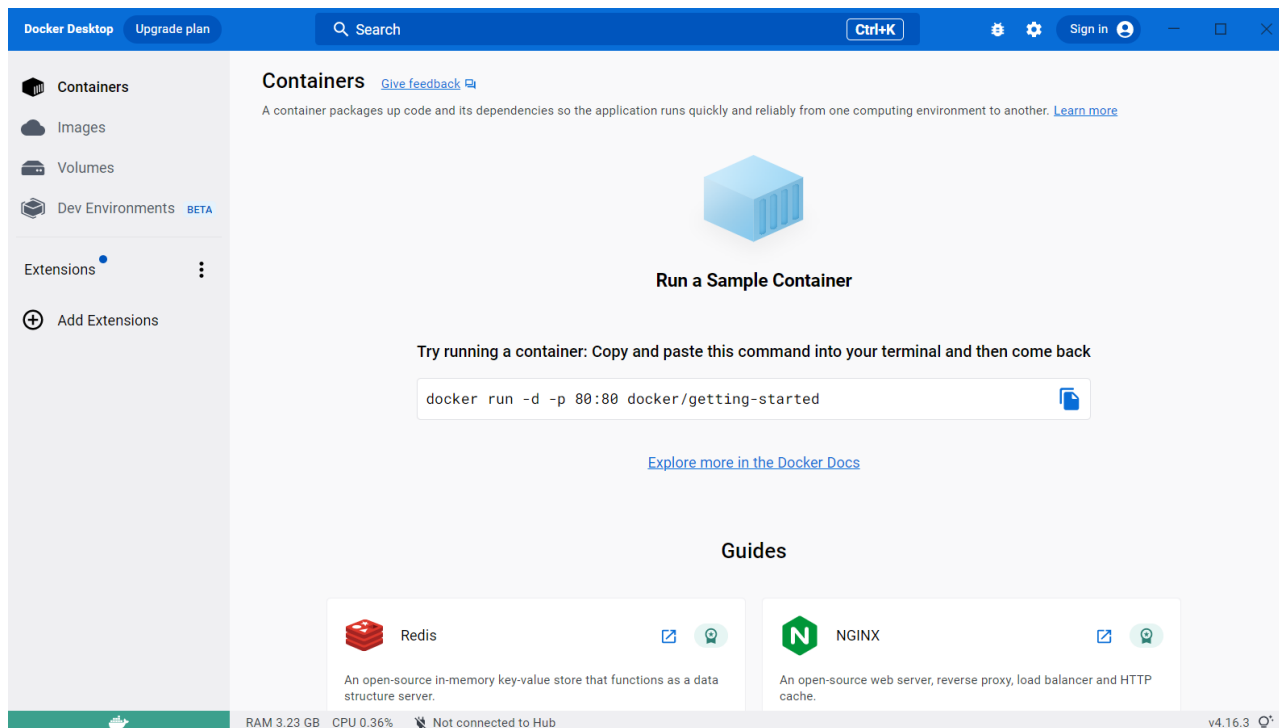 Docker Desktop Upgrade plan Search Ctrl+K Sign in
Containers
Images
Volumes
Dev Environments BETA
Extensions
Add Extensions
Containers Give feedback
A container packages up code and its dependencies so the application runs quickly and reliably from one computing environment to another. Learn more
Run a Sample Container
Try running a container: Copy and paste this command into your terminal and then come back
docker run -d -p 80:80 docker/getting-started
Explore more in the Docker Docs
Guides
Redis
An open-source in-memory key-value store that functions as a data
structure server.
N NGINX
An open-source web server, reverse proxy, load balancer and HTTP
cache.
RAM 3.23 GB CPU 0.36% Not connected to Hub v4.16.3